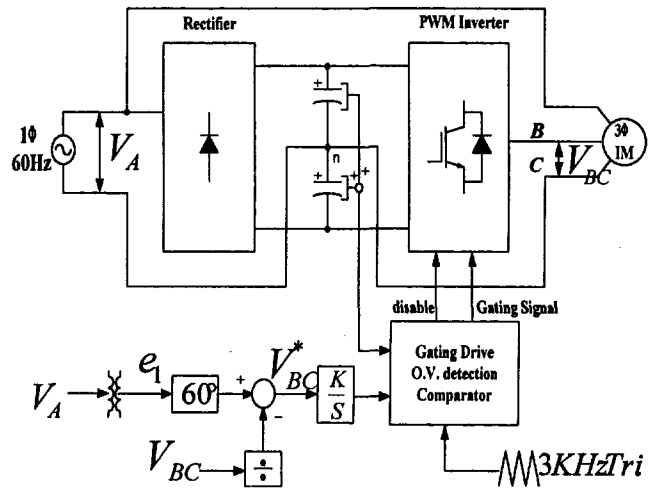 Rectifier
PWM Inverter
1Φ
60Hz
V_A
+
+
n
+
+
B
C
V_BC
3Φ
IM
disable
Gating Signal
Gating Drive
O.V. detection
Comparator
V_A
e_1
60°
+
-
V*_BC
K
S
V_BC
÷
3KHzTri